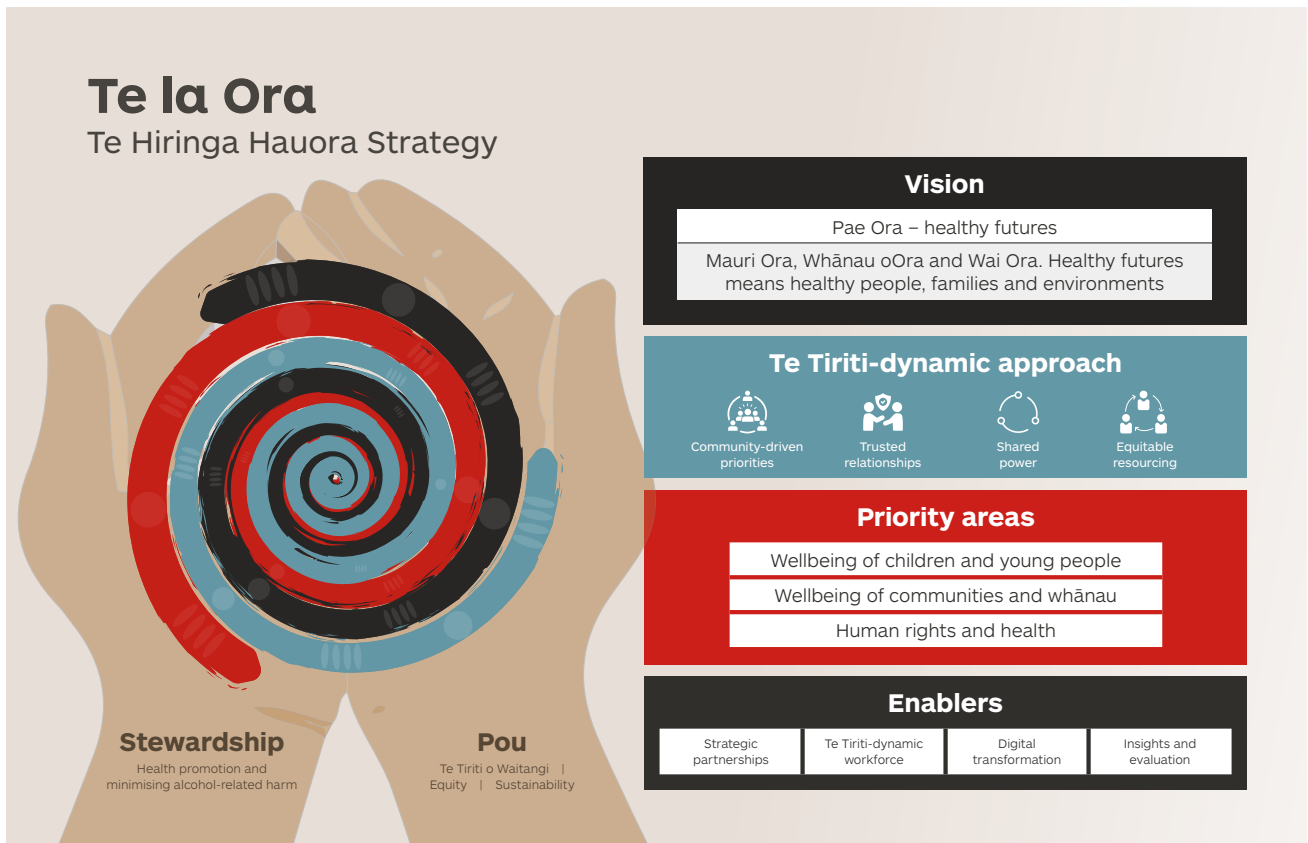 Te Ia Ora
Te Hiringa Hauora Strategy
Vision
Pae Ora – healthy futures
Mauri Ora, Whānau oOra and Wai Ora. Healthy futures
means healthy people, families and environments
Te Tiriti-dynamic approach
Community-driven
priorities
Trusted
relationships
Shared
power
Equitable
resourcing
Priority areas
Wellbeing of children and young people
Wellbeing of communities and whānau
Human rights and health
Enablers
Strategic
partnerships
Te Tiriti-dynamic
workforce
Digital
transformation
Insights and
evaluation
Stewardship
Health promotion and
minimising alcohol-related harm
Pou
Te Tiriti o Waitangi |
Equity | Sustainability